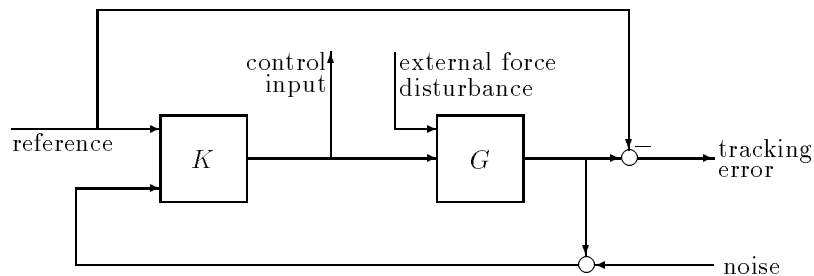 control
input
external force
disturbance
reference
K
G
−
tracking
error
noise